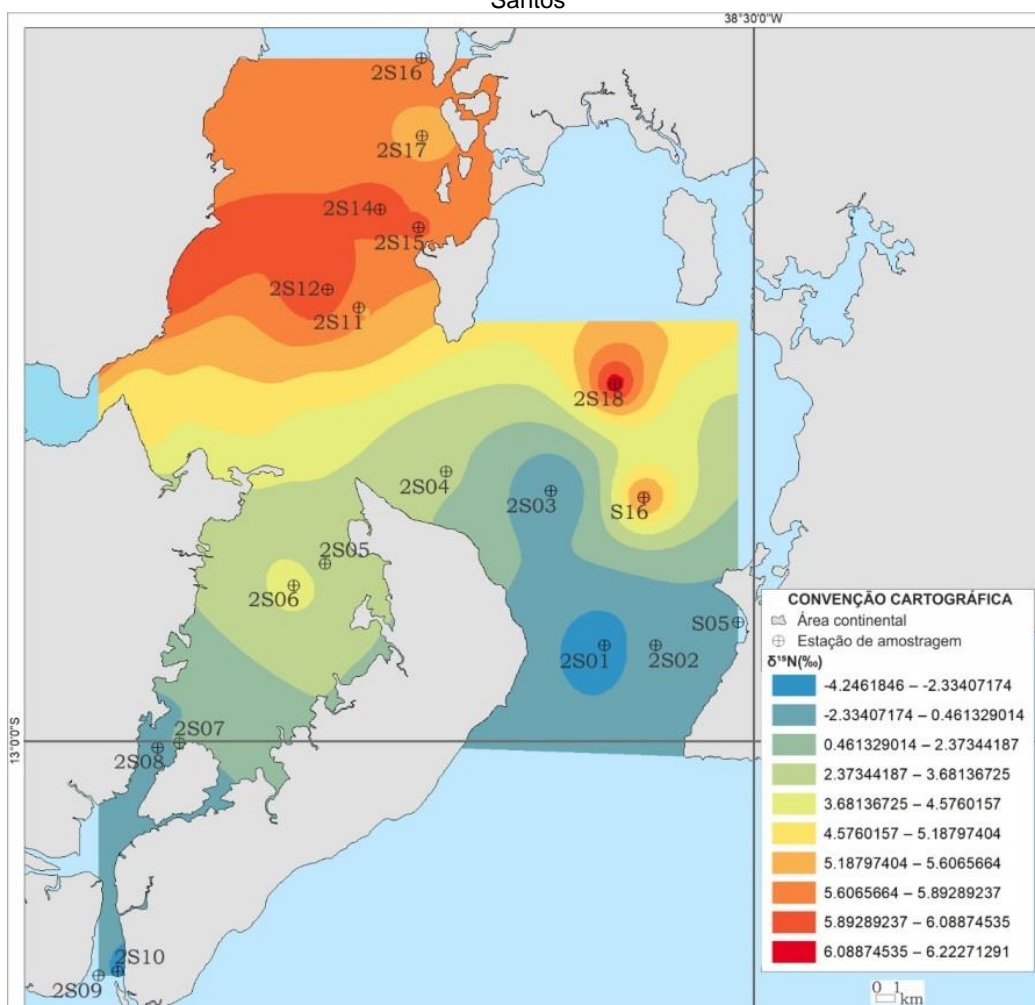 Santos
38°30'0"W
2S16
2S17
2S14
2S15
2S12
2S11
2S18
2S04
2S03
S16
2S05
2S06
S05
2S01
2S02
13°0'0"S
2S07
2S08
2S10
2S09
CONVENÇÃO CARTOGRÁFICA
Área continental
Estação de amostragem
δ¹⁵N(‰)
-4.2461846 – -2.33407174
-2.33407174 – 0.461329014
0.461329014 – 2.37344187
2.37344187 – 3.68136725
3.68136725 – 4.5760157
4.5760157 – 5.18797404
5.18797404 – 5.6065664
5.6065664 – 5.89289237
5.89289237 – 6.08874535
6.08874535 – 6.22271291
0 1
km